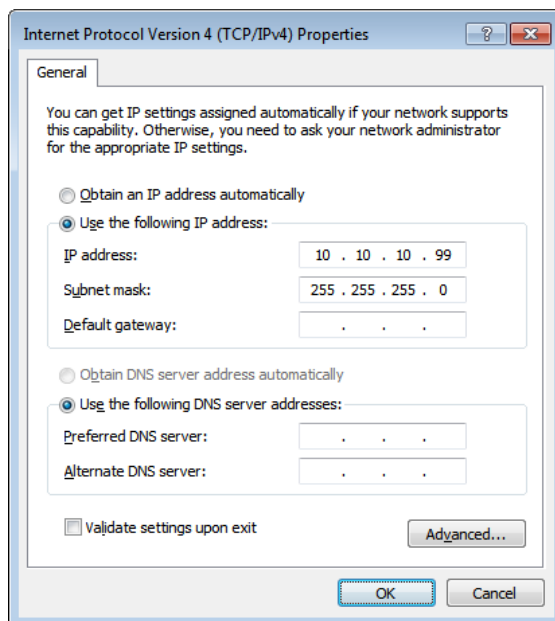 Internet Protocol Version 4 (TCP/IPv4) Properties
General
You can get IP settings assigned automatically if your network supports
this capability. Otherwise, you need to ask your network administrator
for the appropriate IP settings.
Obtain an IP address automatically
Use the following IP address:
IP address: 10 . 10 . 10 . 99
Subnet mask: 255 . 255 . 255 . 0
Default gateway: . . .
Obtain DNS server address automatically
Use the following DNS server addresses:
Preferred DNS server: . . .
Alternate DNS server: . . .
Validate settings upon exit
Advanced...
OK Cancel